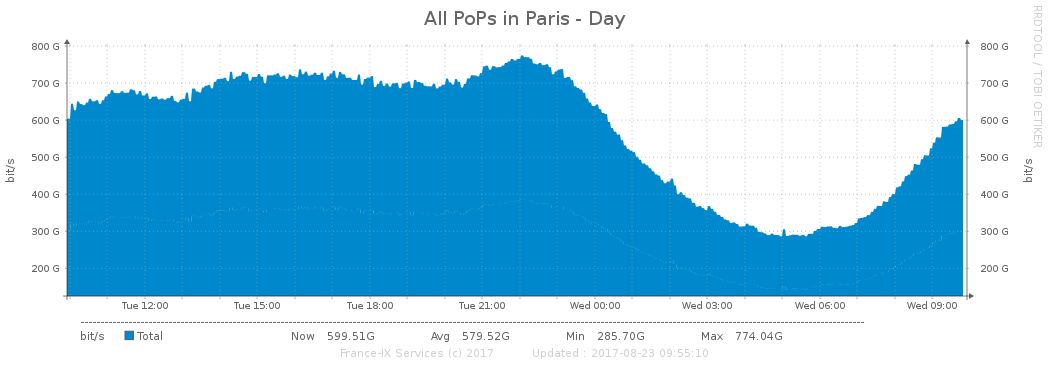 All PoPs in Paris - Day
RRDTOOL / TOBI OETIKER
bit/s
800 G
700 G
600 G
500 G
400 G
300 G
200 G
800 G
700 G
600 G
500 G
400 G
300 G
200 G
bit/s
Tue 12:00 Tue 15:00 Tue 18:00 Tue 21:00 Wed 00:00 Wed 03:00 Wed 06:00 Wed 09:00
bit/s Total Now 599.51G Avg 579.52G Min 285.70G Max 774.04G
France-IX Services (c) 2017 Updated : 2017-08-23 09:55:10